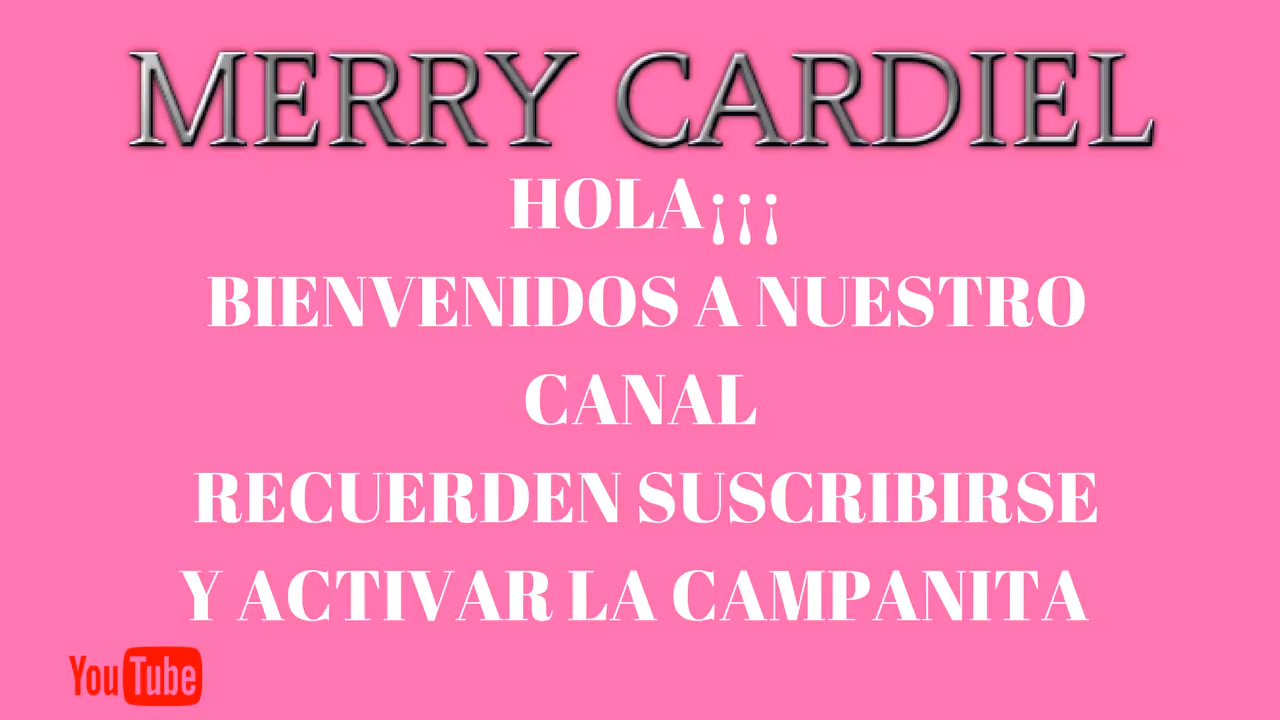 MERRY CARDIEL
HOLA¡¡¡
BIENVENIDOS A NUESTRO
CANAL
RECUERDEN SUSCRIBIRSE
Y ACTIVAR LA CAMPANITA
YouTube